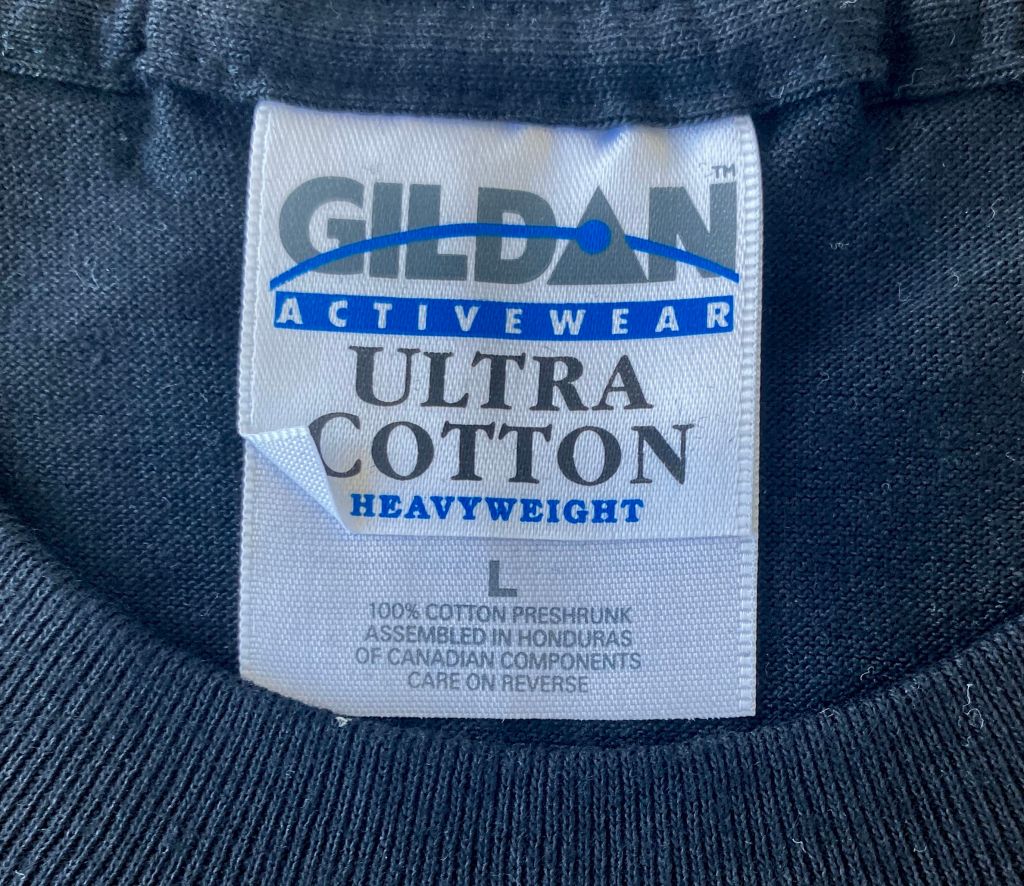 GILDAN™
ACTIVEWEAR
ULTRA
COTTON
HEAVYWEIGHT
L
100% COTTON PRESHRUNK
ASSEMBLED IN HONDURAS
OF CANADIAN COMPONENTS
CARE ON REVERSE